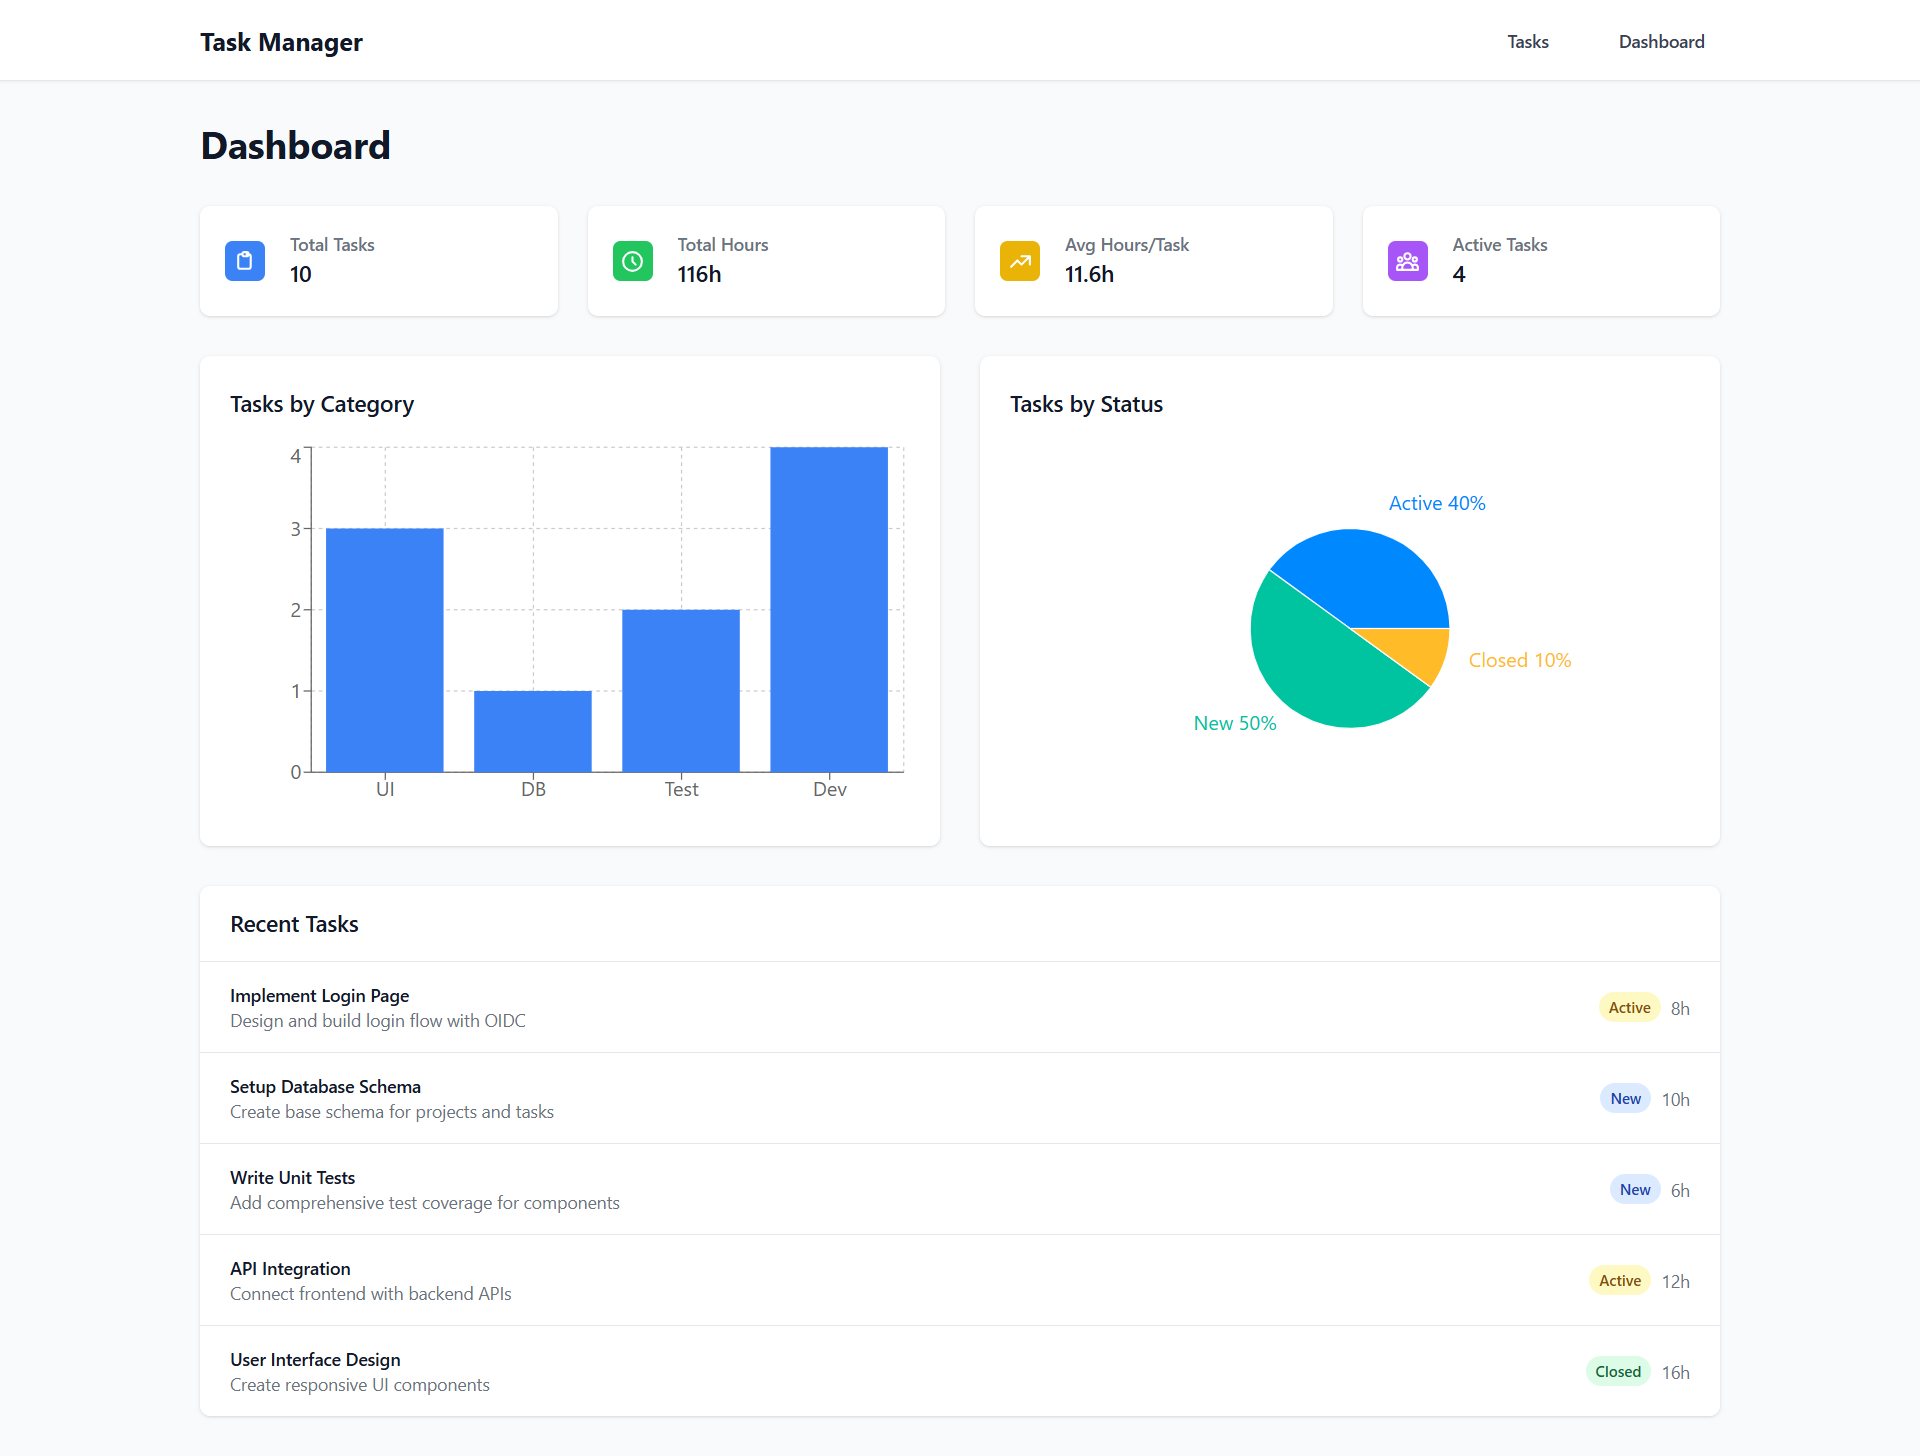 Task Manager
Tasks
Dashboard
Dashboard
Total Tasks
10
Total Hours
116h
Avg Hours/Task
11.6h
Active Tasks
4
Tasks by Category
4
3
2
1
0
UI
DB
Test
Dev
Tasks by Status
Active 40%
Closed 10%
New 50%
Recent Tasks
Implement Login Page
Design and build login flow with OIDC
Active 8h
Setup Database Schema
Create base schema for projects and tasks
New 10h
Write Unit Tests
Add comprehensive test coverage for components
New 6h
API Integration
Connect frontend with backend APIs
Active 12h
User Interface Design
Create responsive UI components
Closed 16h